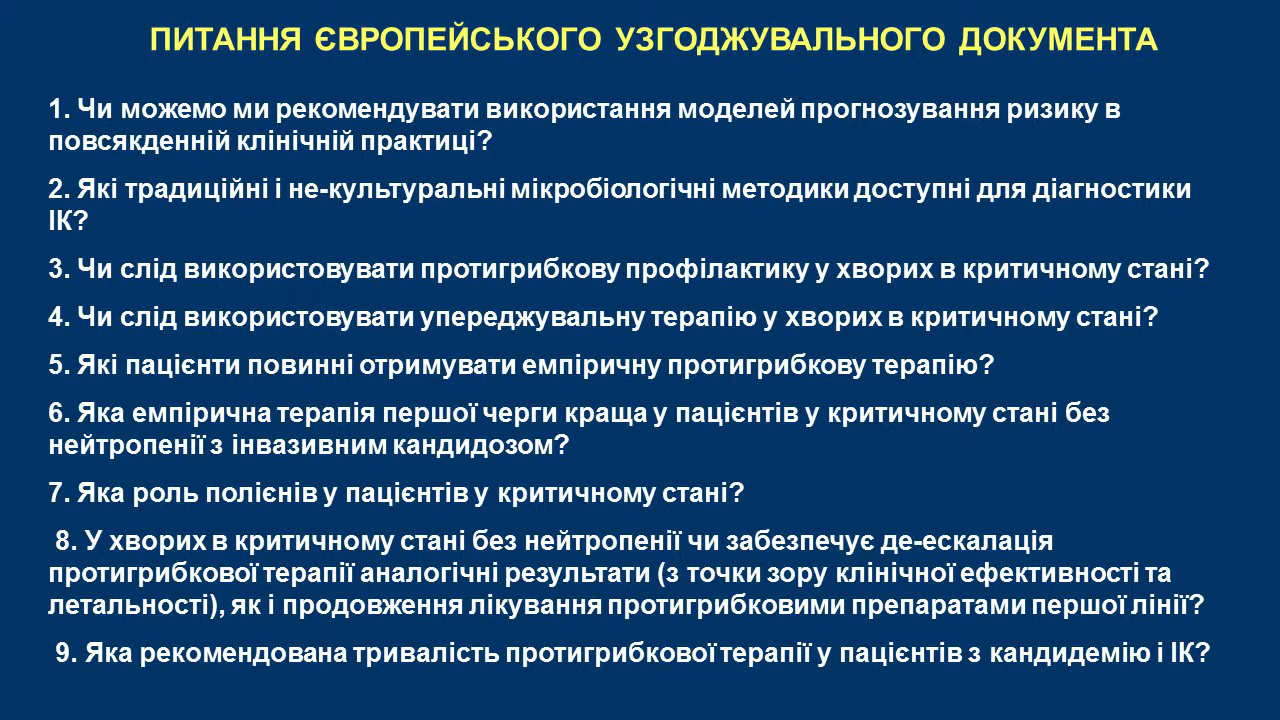 ПИТАННЯ ЄВРОПЕЙСЬКОГО УЗГОДЖУВАЛЬНОГО ДОКУМЕНТА
1. Чи можемо ми рекомендувати використання моделей прогнозування ризику в
повсякденній клінічній практиці?
2. Які традиційні і не-культуральні мікробіологічні методики доступні для діагностики
ІК?
3. Чи слід використовувати протигрибкову профілактику у хворих в критичному стані?
4. Чи слід використовувати упереджувальну терапію у хворих в критичному стані?
5. Які пацієнти повинні отримувати емпіричну протигрибкову терапію?
6. Яка емпірична терапія першої черги краща у пацієнтів у критичному стані без
нейтропенії з інвазивним кандидозом?
7. Яка роль полієнів у пацієнтів у критичному стані?
8. У хворих в критичному стані без нейтропенії чи забезпечує де-ескалація
протигрибкової терапії аналогічні результати (з точки зору клінічної ефективності та
летальності), як і продовження лікування протигрибковими препаратами першої лінії?
9. Яка рекомендована тривалість протигрибкової терапії у пацієнтів з кандидемію і ІК?